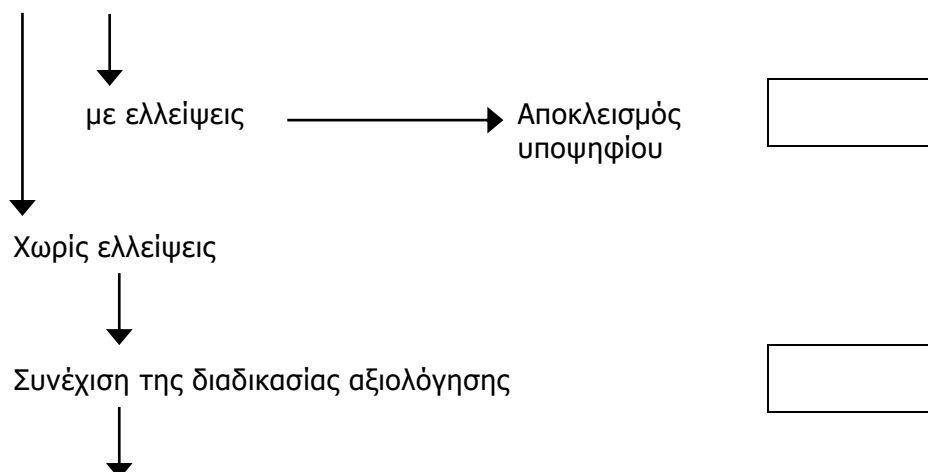 με ελλείψεις
Αποκλεισμός
υποψηφίου
Χωρίς ελλείψεις
Συνέχιση της διαδικασίας αξιολόγησης